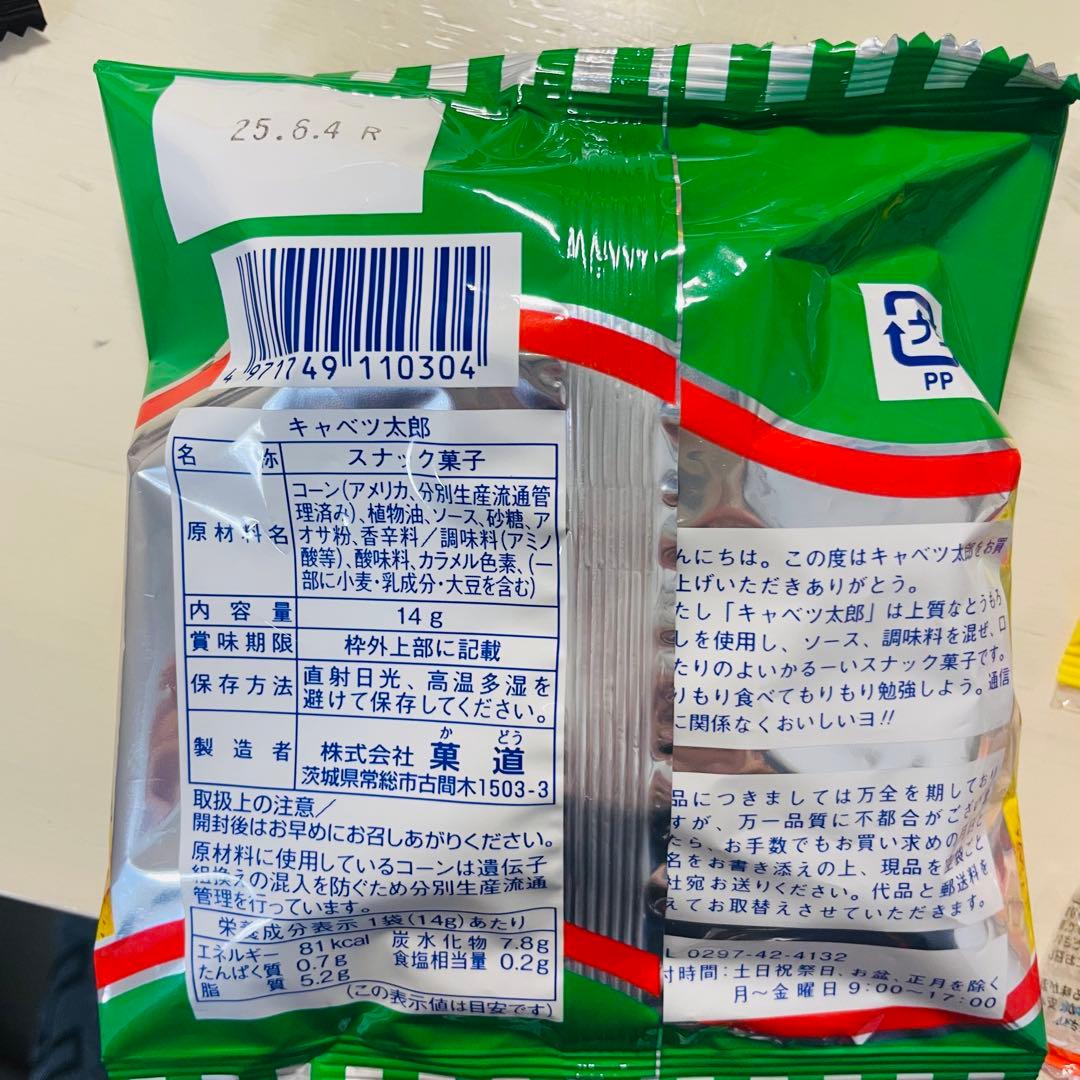 25.6.4 R
4 971749 110304
PP
キャベツ太郎
名 称 スナック菓子
原材料名 コーン(アメリカ、分別生産流通管
理済み)、植物油、ソース、砂糖、ア
オサ粉、香辛料/調味料(アミノ
酸等)、酸味料、カラメル色素、(一
部に小麦・乳成分・大豆を含む)
内容量 14g
賞味期限 枠外上部に記載
保存方法 直射日光、高温多湿を
避けて保存してください。
か どう
製造者 株式会社 菓道
茨城県常総市古間木1503-3
取扱上の注意/
開封後はお早めにお召しあがりください。
原材料に使用しているコーンは遺伝子
組換えの混入を防ぐため分別生産流通
管理を行っています。
栄養成分表示 1袋(14g)あたり
エネルギー 81kcal 炭水化物 7.8g
たんぱく質 0.7g 食塩相当量 0.2g
脂質 5.2g
(この表示値は目安です)
んにちは。この度はキャベツ太郎をお買
上げいただきありがとう。
たし「キャベツ太郎」は上質なとうもろ
しを使用し、ソース、調味料を混ぜ、口
たりのよいかるーいスナック菓子です。
りもり食べてもりもり勉強しよう。通信
に関係なくおいしいヨ!!
品につきましては万全を期しており
すが、万一品質に不都合がござ
たら、お手数でもお買い求めの
名をお書き添えの上、現品を袋ごと
社宛お送りください。代品と郵送料を
えてお取替えさせていただきます。
L 0297-42-4132
付時間:土日祝祭日、お盆、正月を除く
月~金曜日9:00~17:00